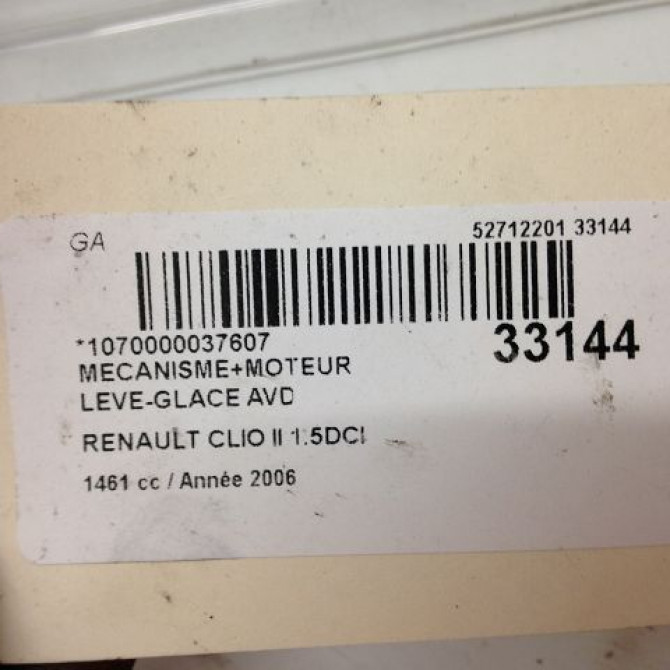 GA
52712201 33144
*1070000037607
33144
MECANISME+MOTEUR
LEVE-GLACE AVD
RENAULT CLIO II 1.5DCI
1461 cc / Année 2006